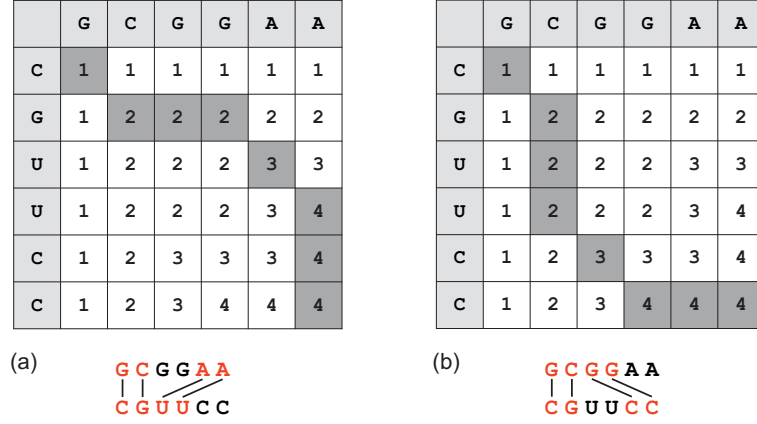 G C G G A A
C 1 1 1 1 1 1
G 1 2 2 2 2 2
U 1 2 2 2 3 3
U 1 2 2 2 3 4
C 1 2 3 3 3 4
C 1 2 3 4 4 4
(a)
GCGGAA
CGUUCC
G C G G A A
C 1 1 1 1 1 1
G 1 2 2 2 2 2
U 1 2 2 2 3 3
U 1 2 2 2 3 4
C 1 2 3 3 3 4
C 1 2 3 4 4 4
(b)
GCGGAA
CGUUCC